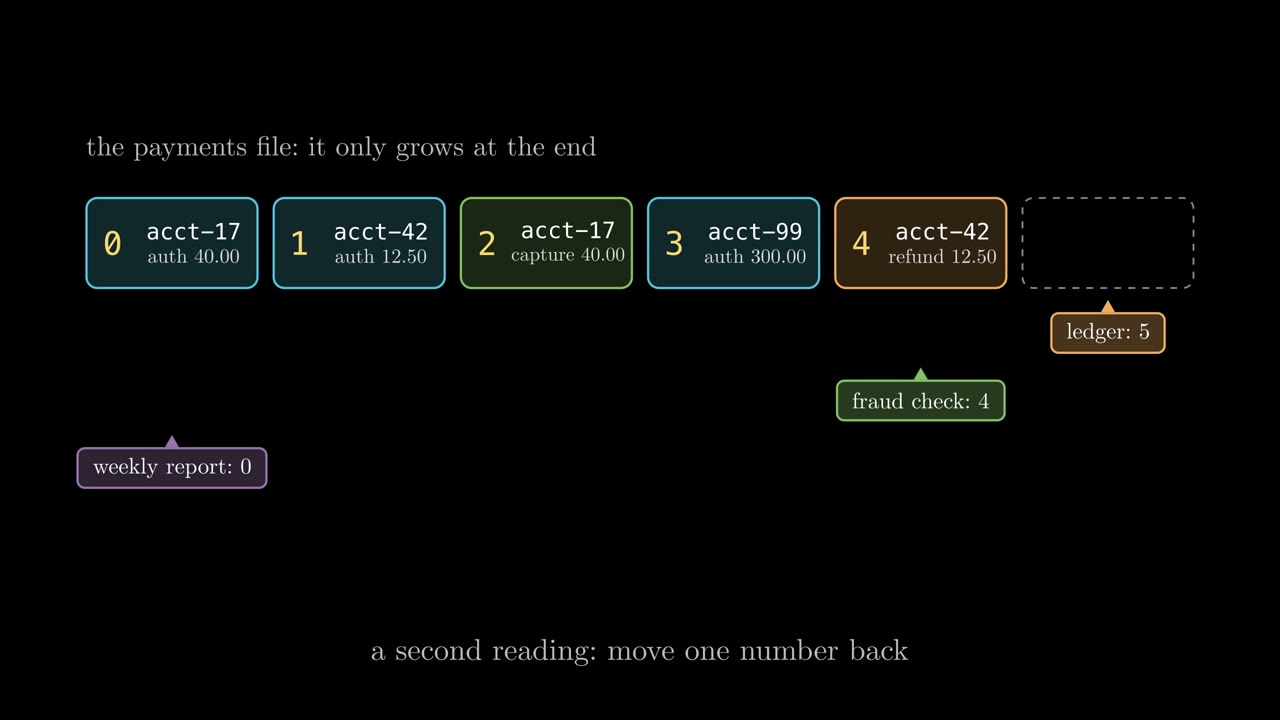 the payments file: it only grows at the end
0 acct-17 auth 40.00
1 acct-42 auth 12.50
2 acct-17 capture 40.00
3 acct-99 auth 300.00
4 acct-42 refund 12.50
ledger: 5
fraud check: 4
weekly report: 0
a second reading: move one number back